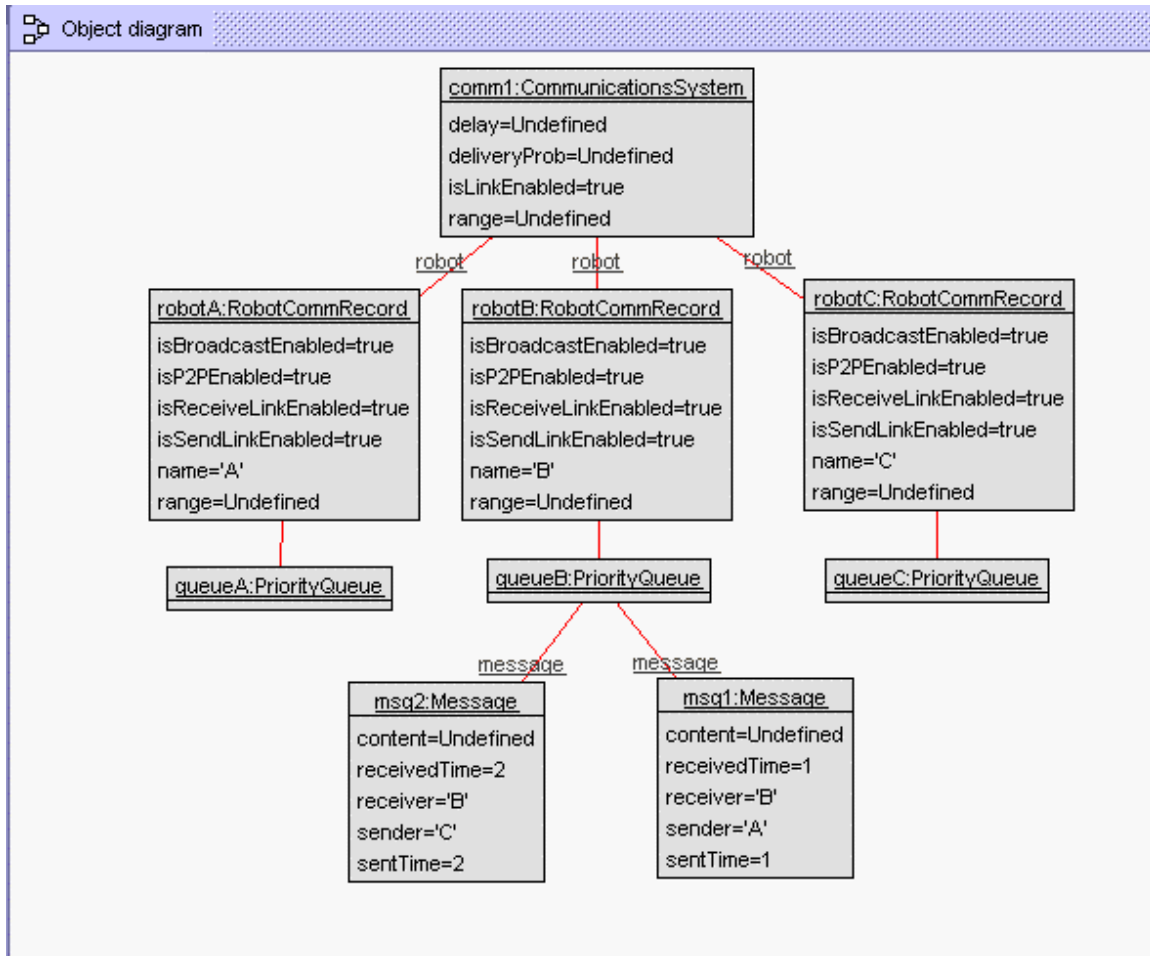 Object diagram
comm1:CommunicationsSystem
delay=Undefined
deliveryProb=Undefined
isLinkEnabled=true
range=Undefined
robot
robot
robot
robotA:RobotCommRecord
isBroadcastEnabled=true
isP2PEnabled=true
isReceiveLinkEnabled=true
isSendLinkEnabled=true
name='A'
range=Undefined
robotB:RobotCommRecord
isBroadcastEnabled=true
isP2PEnabled=true
isReceiveLinkEnabled=true
isSendLinkEnabled=true
name='B'
range=Undefined
robotC:RobotCommRecord
isBroadcastEnabled=true
isP2PEnabled=true
isReceiveLinkEnabled=true
isSendLinkEnabled=true
name='C'
range=Undefined
queueA:PriorityQueue
queueB:PriorityQueue
queueC:PriorityQueue
message
message
msg2:Message
content=Undefined
receivedTime=2
receiver='B'
sender='C'
sentTime=2
msg1:Message
content=Undefined
receivedTime=1
receiver='B'
sender='A'
sentTime=1